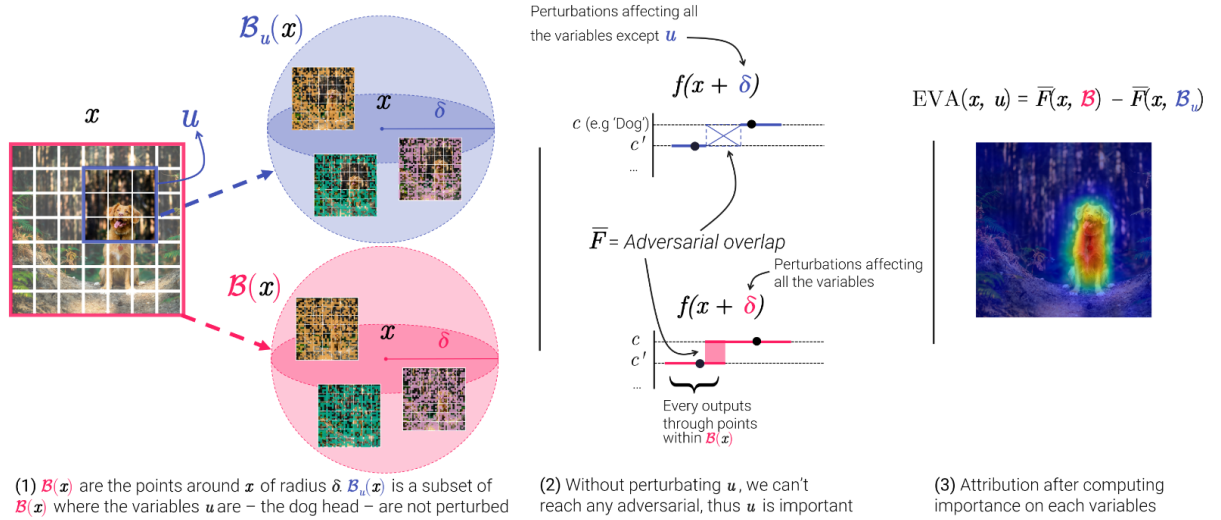 x
u
𝓑u(x)
x
δ
𝓑(x)
x
δ
(1) 𝓑(x) are the points around x of radius δ. 𝓑u(x) is a subset of
𝓑(x) where the variables u are – the dog head – are not perturbed
Perturbations affecting all
the variables except u
f(x + δ)
c (e.g 'Dog')
c'
...
F̅ = Adversarial overlap
Perturbations affecting
all the variables
f(x + δ)
c
c'
...
Every outputs
through points
within 𝓑(x)
(2) Without perturbating u, we can't
reach any adversarial, thus u is important
EVA(x, u) = F̅(x, 𝓑) − F̅(x, 𝓑u)
(3) Attribution after computing
importance on each variables